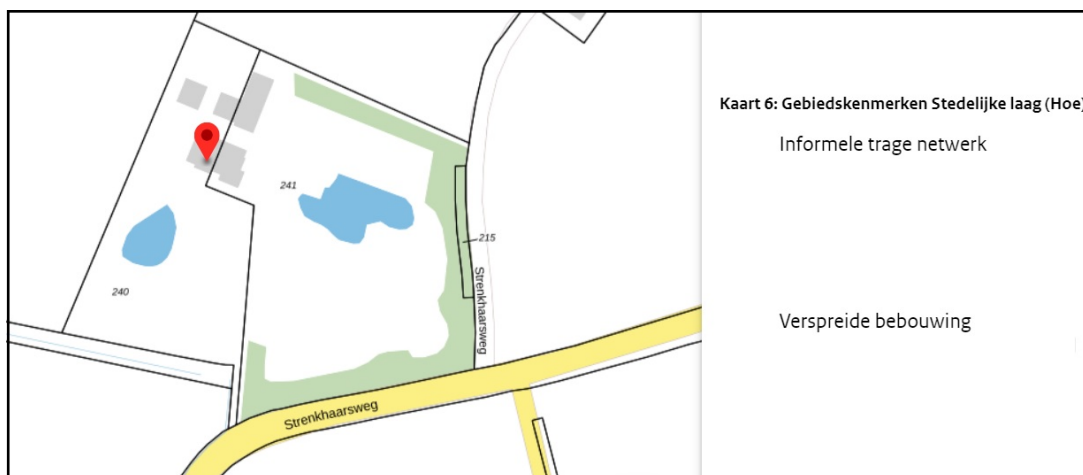 Kaart 6: Gebiedskenmerken Stedelijke laag (Hoe)
Informele trage netwerk
241
215
Strenkhaarsweg
240
Verspreide bebouwing
Strenkhaarsweg